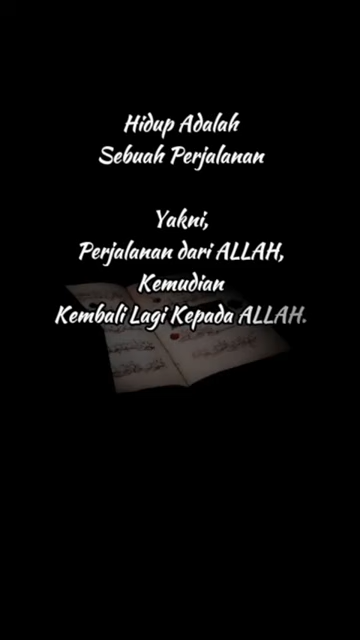 Hidup Adalah
Sebuah Perjalanan
Yakni,
Perjalanan dari ALLAH,
Kemudian
Kembali Lagi Kepada ALLAH.